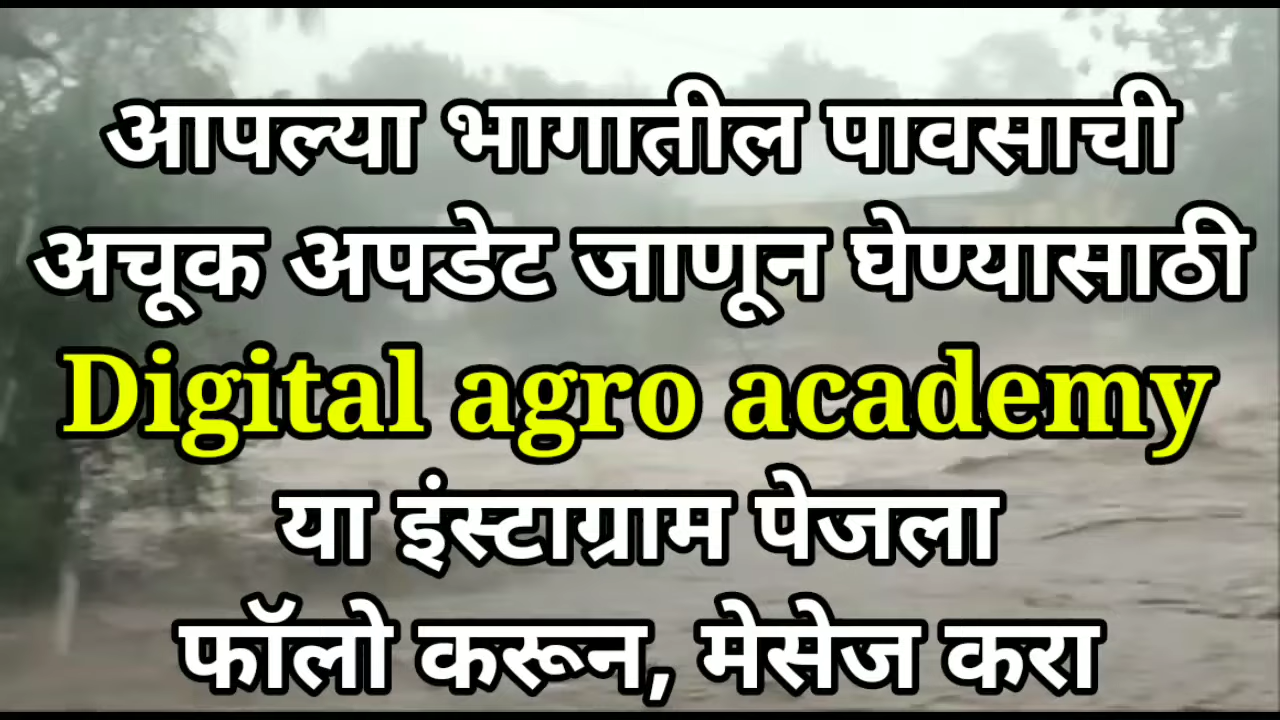 आपल्या भागातील पावसाची
अचूक अपडेट जाणून घेण्यासाठी
Digital agro academy
या इंस्टाग्राम पेजला
फॉलो करून, मेसेज करा